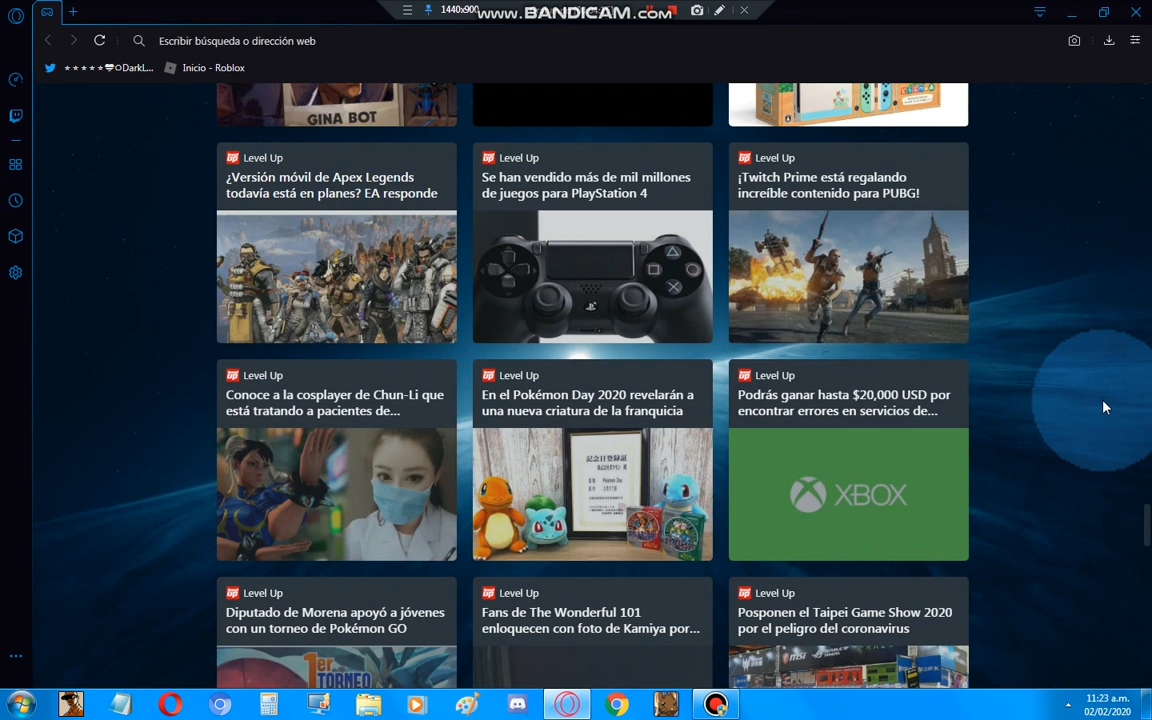 1440x900
www.BANDICAM.com
Escribir búsqueda o dirección web
Inicio - Roblox
GINA BOT
Level Up
¿Versión móvil de Apex Legends
todavía está en planes? EA responde
Level Up
Se han vendido más de mil millones
de juegos para PlayStation 4
Level Up
¡Twitch Prime está regalando
increíble contenido para PUBG!
Level Up
Conoce a la cosplayer de Chun-Li que
está tratando a pacientes de...
Level Up
En el Pokémon Day 2020 revelarán a
una nueva criatura de la franquicia
記念日登録証
Level Up
Podrás ganar hasta $20,000 USD por
encontrar errores en servicios de...
XBOX
Level Up
Diputado de Morena apoyó a jóvenes
con un torneo de Pokémon GO
1er
TORNEO
Level Up
Fans de The Wonderful 101
enloquecen con foto de Kamiya por...
Level Up
Posponen el Taipei Game Show 2020
por el peligro del coronavirus
msi
11:23 a.m.
02/02/2020